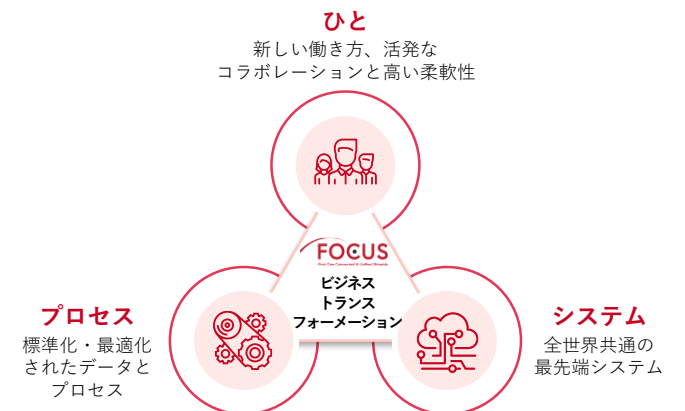 ひと
新しい働き方、活発な
コラボレーションと高い柔軟性
FOCUS
ビジネス
トランス
フォーメーション
プロセス
標準化・最適化
されたデータと
プロセス
システム
全世界共通の
最先端システム